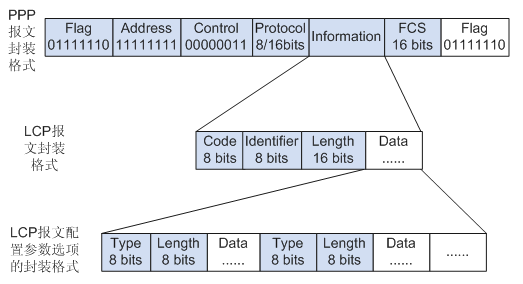 PPP
报文
封装
格式
Flag Address Control Protocol Information FCS Flag
01111110 11111111 00000011 8/16bits 16 bits 01111110
LCP报
文封装
格式
Code Identifier Length Data
8 bits 8 bits 16 bits ......
LCP报文配
置参数选项
的封装格式
Type Length Data Type Length Data ......
8 bits 8 bits ...... 8 bits 8 bits ......